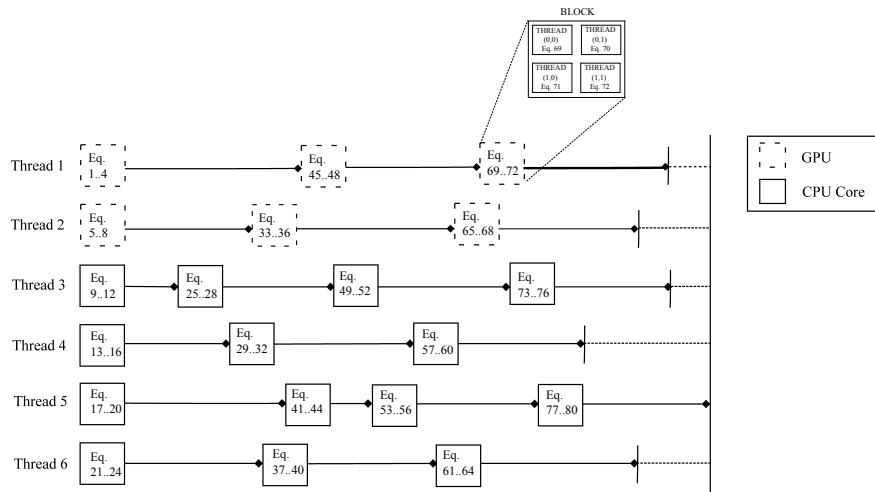 BLOCK
THREAD
(0,0)
Eq. 69
THREAD
(0,1)
Eq. 70
THREAD
(1,0)
Eq. 71
THREAD
(1,1)
Eq. 72
Thread 1
Eq.
1..4
Eq.
45..48
Eq.
69..72
GPU
CPU Core
Thread 2
Eq.
5..8
Eq.
33..36
Eq.
65..68
Thread 3
Eq.
9..12
Eq.
25..28
Eq.
49..52
Eq.
73..76
Thread 4
Eq.
13..16
Eq.
29..32
Eq.
57..60
Thread 5
Eq.
17..20
Eq.
41..44
Eq.
53..56
Eq.
77..80
Thread 6
Eq.
21..24
Eq.
37..40
Eq.
61..64